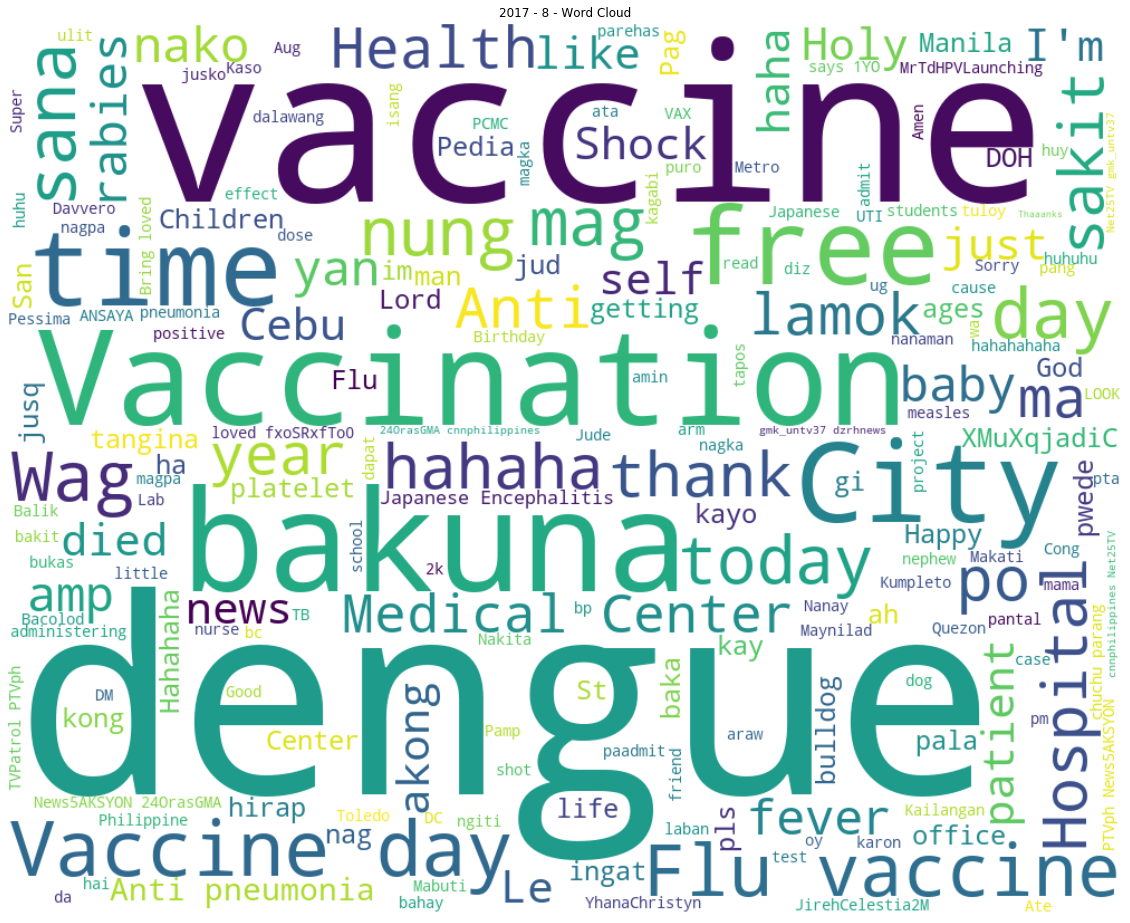 2017 - 8 - Word Cloud
ulit
nako
Aug
Health
like
parehas
Pag
haha
Holy
Manila
I'm
sana
rabies
jusko
Kaso
vaccine
says 1YO
MrTdHPVLaunching
Super
dalawang
isang
PCMC
Pedia
magka
ata
Shock
VAX
puro
Metro
Amen
DOH
huy
sakit
gmk_untv37
Net25TV
huhu
Davvero
nagpa
effect
Children
dose
Bring loved
nung
mag
kagabi
free
Japanese
UTI
admit
students
tuloy
Thaaanks
just
huhuhu
time
yan
im
man
jud
self
read
diz
ug
Sorry
pang
San
Pessima
ANSAYA
pneumonia
positive
Cebu
Lord
Anti
Birthday
getting
lamok
ages
cause
wa
nanaman
hahahahaha
day
Vaccination
Flu
amin
tapos
baby
God
measles
ma
LOOK
jusq
tangina
loved fxoSRxfToO
24OrasGMA cnnphilippines
Jude
arm
gmk_untv37 dzrhnews
XMuXqjadiC
Wag
ha
magpa
Lab
year
platelet
dapat
hahaha
nagka
thank
City
gi
project
pwede
pta
Balik
bakit
bukas
died
little
bakuna
Japanese Encephalitis
school
2k
kayo
today
Happy
nephew
Makati
Cong
Kumpleto
pol
mama
amp
Bacolod
administering
Hahahaha
news
TB
nurse
bc
Medical Center
bp
Nakita
Nanay
Maynilad
ah
Quezon
pantal
Hospital
cnnphilippines Net25TV
chuchu parang
dengue
TVPatrol PTVph
DM
kong
Good
Center
akong
Pamp
St
kay
baka
dog
araw
bulldog
pala
patient
case
pm
shot
paadmit
friend
News5AKSYON 24OrasGMA
Philippine
hirap
Toledo
DC
ngiti
life
laban
pls
fever
Kailangan
office
oy
karon
test
PTVph News5AKSYON
Vaccine day
nag
Le
ingat
Flu vaccine
da
hai
Anti pneumonia
Mabuti
bahay
YhanaChristyn
JirehCelestia2M
Ate